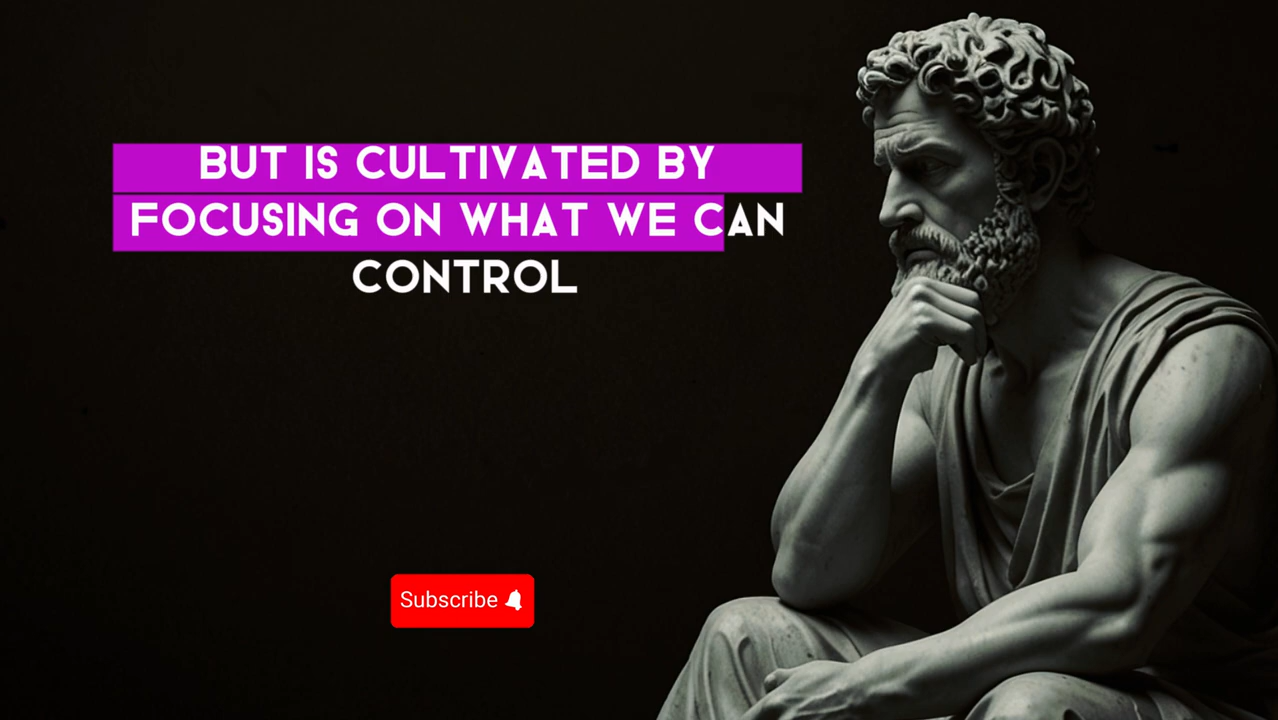 BUT IS CULTIVATED BY
FOCUSING ON WHAT WE CAN
CONTROL
Subscribe